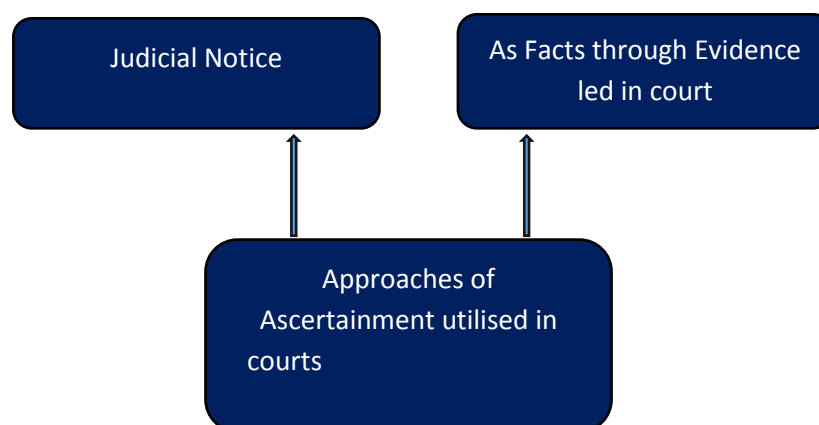 Judicial Notice
As Facts through Evidence
led in court
Approaches of
Ascertainment utilised in
courts